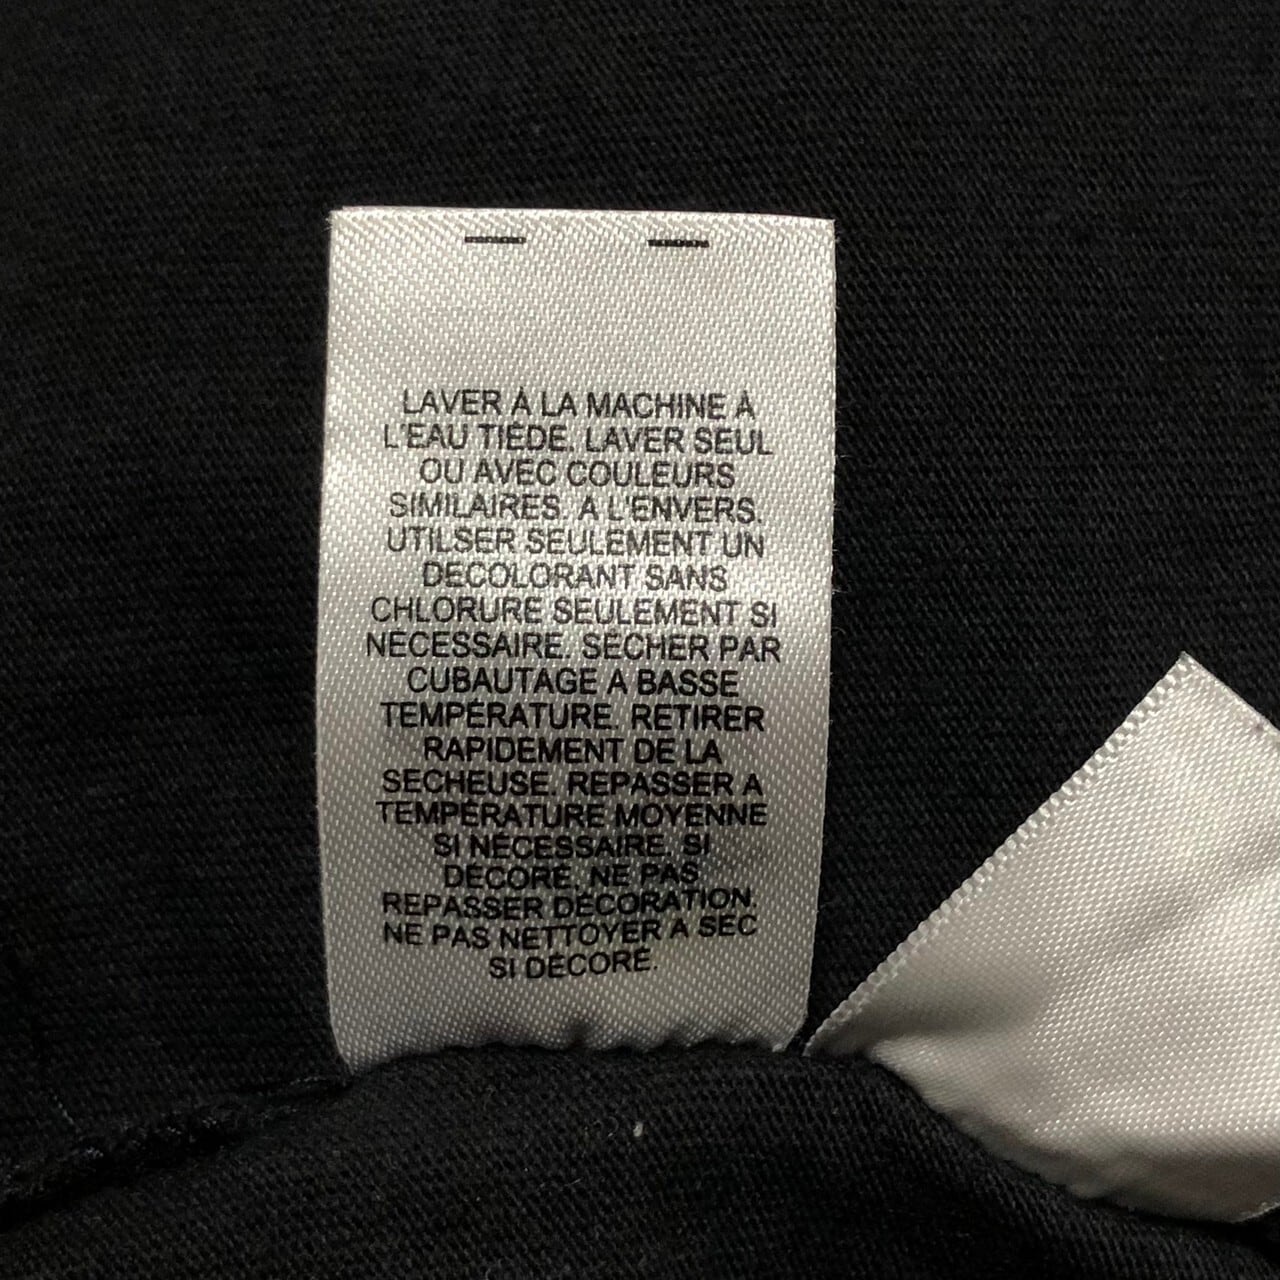 LAVER À LA MACHINE À
L'EAU TIÉDE. LAVER SEUL
OU AVEC COULEURS
SIMILAIRES. A L'ENVERS.
UTILSER SEULEMENT UN
DECOLORANT SANS
CHLORURE SEULEMENT SI
NÉCESSAIRE. SÉCHER PAR
CUBAUTAGE A BASSE
TEMPÉRATURE. RETIRER
RAPIDEMENT DE LA
SECHEUSE. REPASSER A
TEMPÉRATURE MOYENNE
SI NÉCESSAIRE. SI
DÉCORÉ, NE PAS
REPASSER DÉCORATION.
NE PAS NETTOYER A SEC
SI DÉCORÉ.